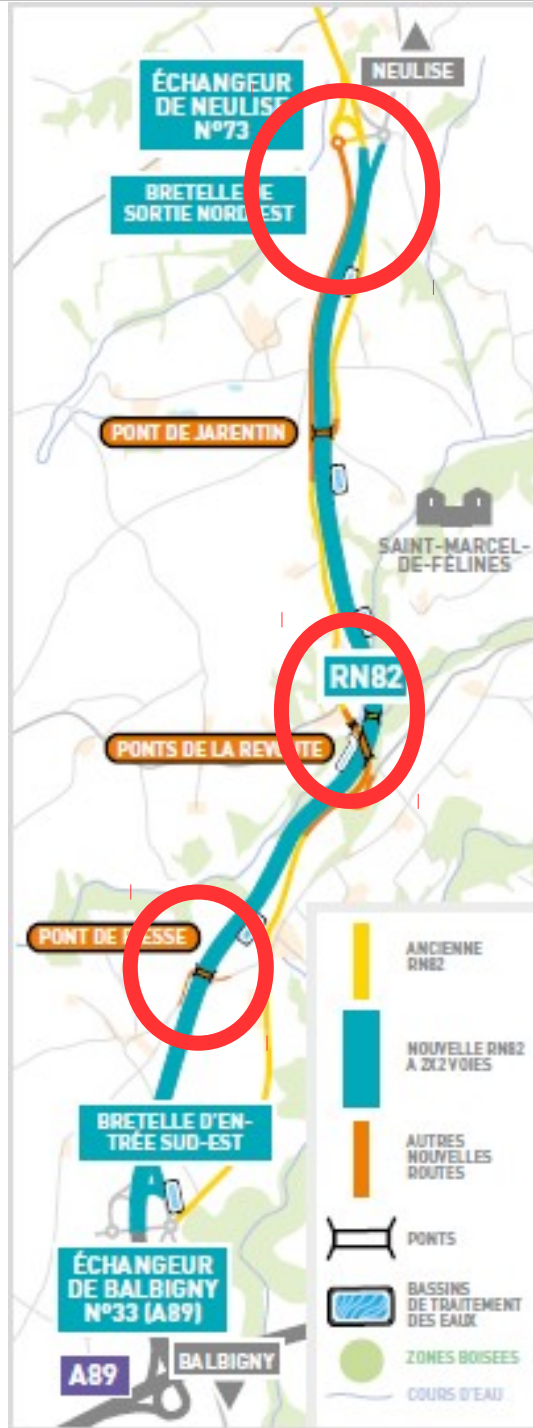 NEULISE
ÉCHANGEUR
DE NEULISE
N°73
BRETELLE DE
SORTIE NORD-EST
PONT DE JARENTIN
SAINT-MARCEL-
DE-FÉLINES
RN82
PONTS DE LA
PONT DE
BRETELLE D'EN-
TRÉE SUD-EST
ÉCHANGEUR
DE BALBIGNY
N°33 (A89)
A89
BALBIGNY
ANCIENNE
RN82
NOUVELLE RN82
A 2X2 VOIES
AUTRES
NOUVELLES
ROUTES
PONTS
BASSINS
DE TRAITEMENT
DES EAUX
ZONES BOISEES
COURS D'EAU